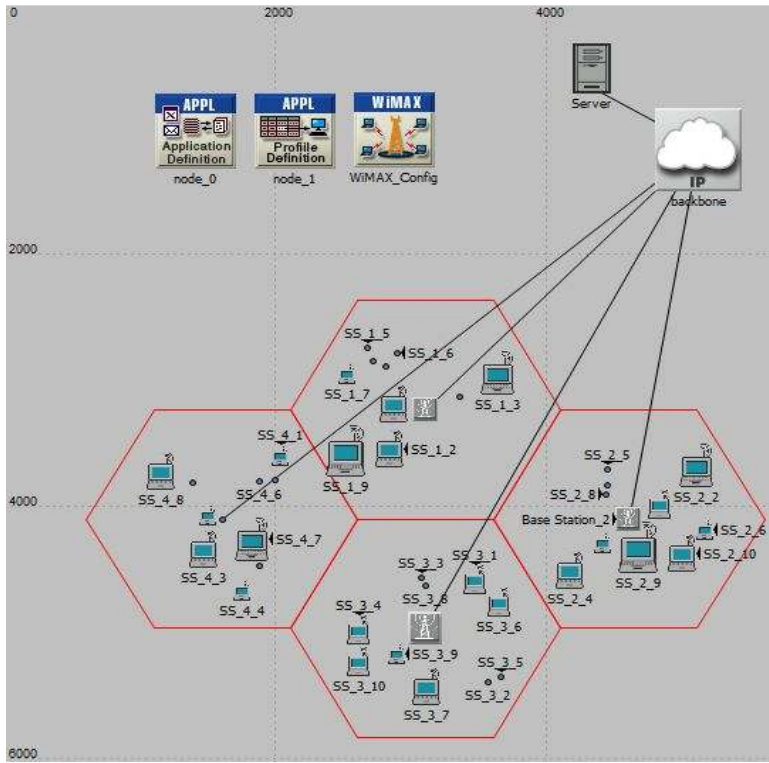 0
2000
4000
APPL
Application
Definition
node_0
APPL
Profile
Definition
node_1
WiMAX
WiMAX_Config
Server
IP
backbone
2000
SS_1_5
SS_1_6
SS_1_7
SS_1_3
SS_1_2
SS_1_9
SS_4_1
SS_4_8
SS_4_6
SS_4_7
SS_4_3
SS_4_4
4000
SS_2_5
SS_2_2
SS_2_8
Base Station_2
SS_2_6
SS_2_10
SS_2_9
SS_2_4
SS_3_3
SS_3_1
SS_3_8
SS_3_4
SS_3_6
SS_3_9
SS_3_5
SS_3_10
SS_3_2
SS_3_7
6000